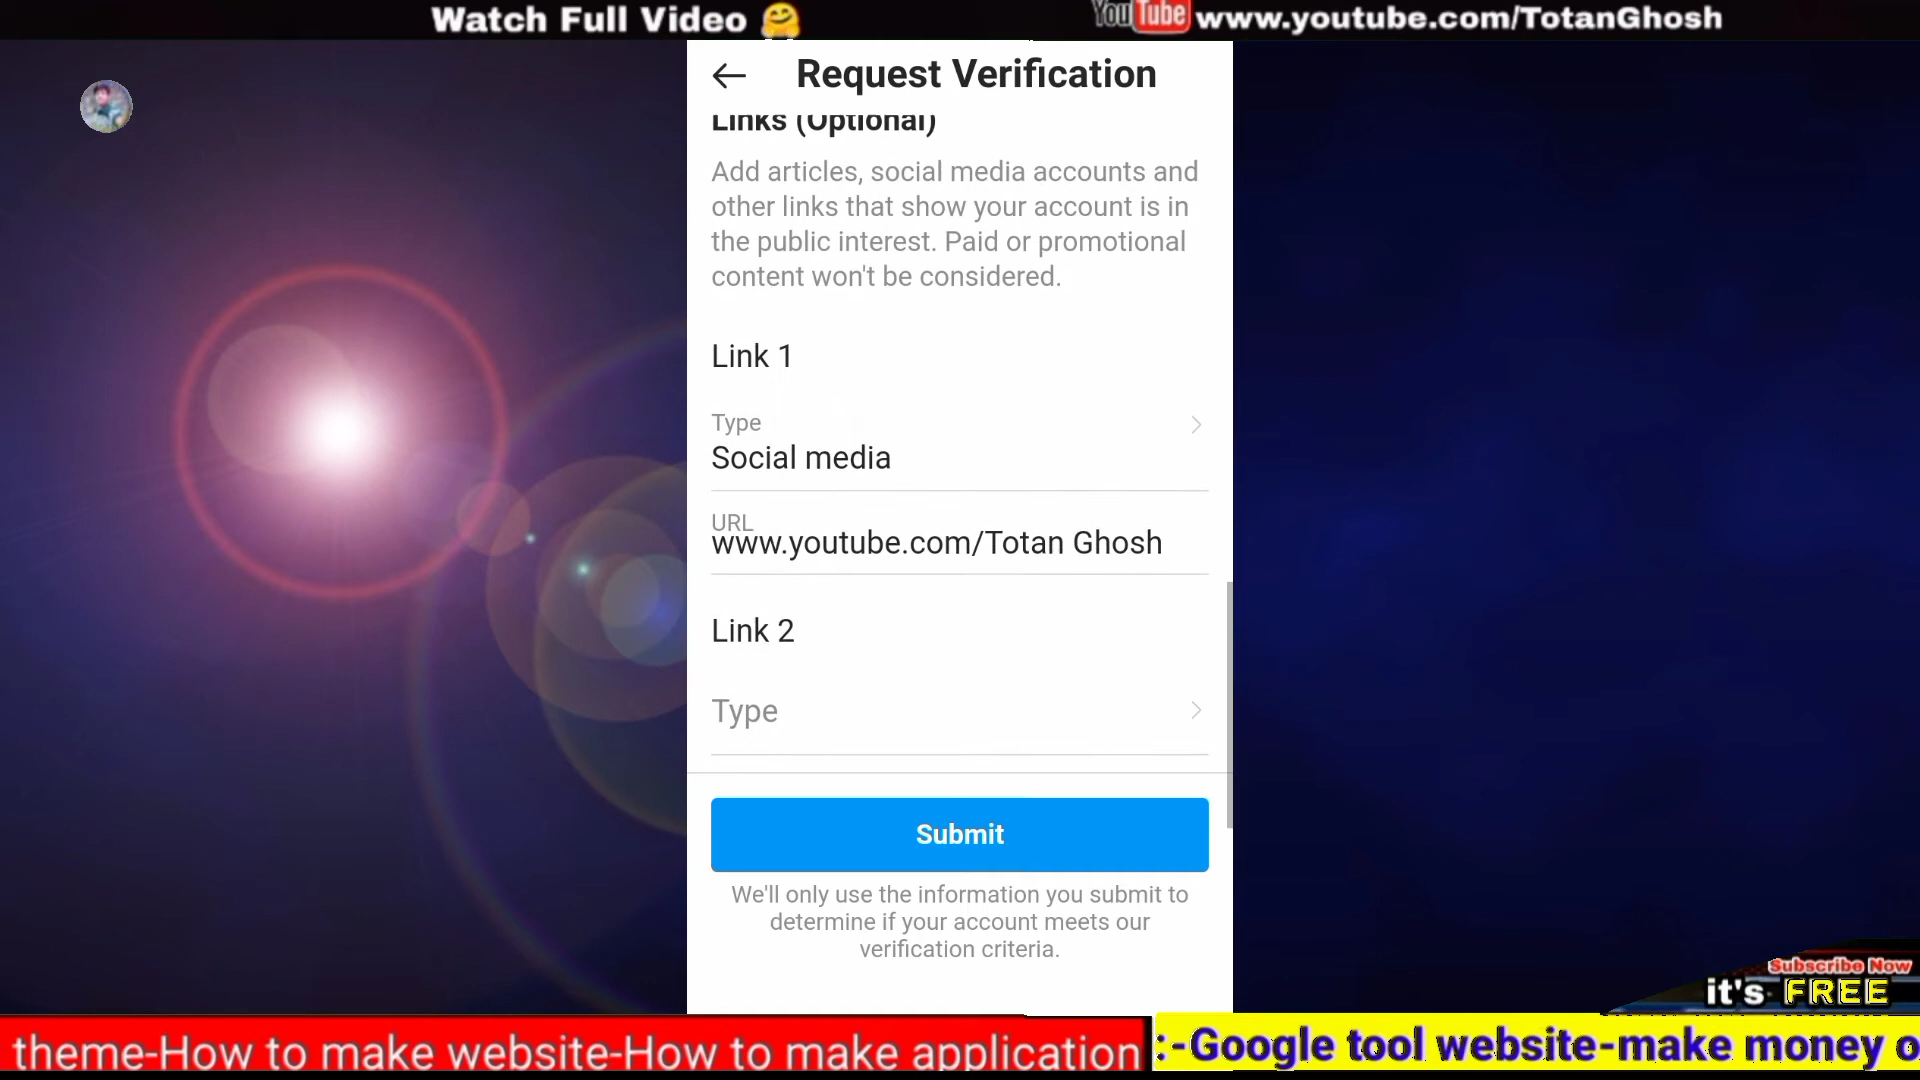 Watch Full Video 🤗
YouTube www.youtube.com/TotanGhosh
Request Verification
Links (Optional)
Add articles, social media accounts and
other links that show your account is in
the public interest. Paid or promotional
content won't be considered.
Link 1
Type
Social media
URL
www.youtube.com/Totan Ghosh
Link 2
Type
Submit
We'll only use the information you submit to
determine if your account meets our
verification criteria.
Subscribe Now
it's FREE
theme-How to make website-How to make application
:-Google tool website-make money o